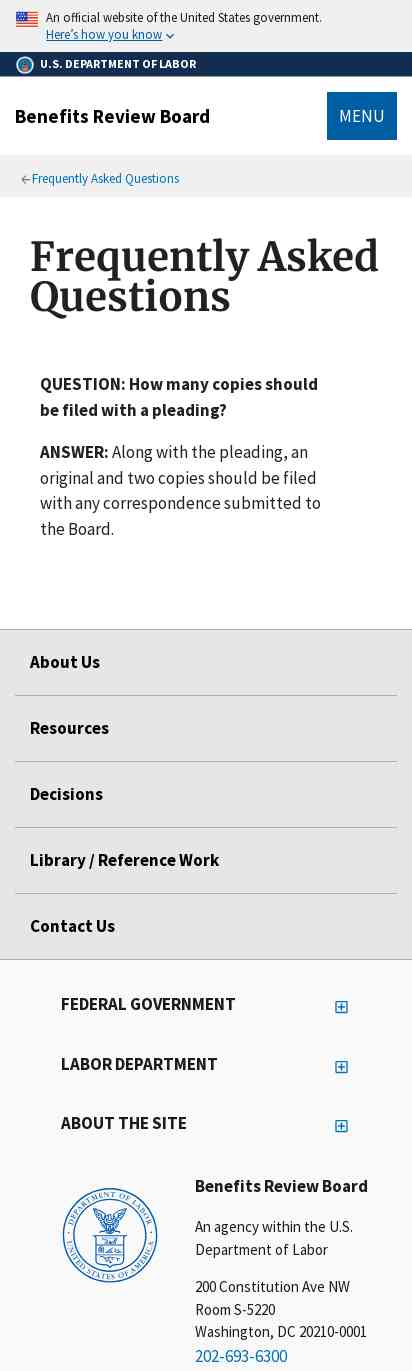 An official website of the United States government.
Here's how you know
U.S. DEPARTMENT OF LABOR
Benefits Review Board
MENU
Frequently Asked Questions
Frequently Asked
Questions
QUESTION: How many copies should
be filed with a pleading?
ANSWER: Along with the pleading, an
original and two copies should be filed
with any correspondence submitted to
the Board.
About Us
Resources
Decisions
Library / Reference Work
Contact Us
FEDERAL GOVERNMENT
LABOR DEPARTMENT
ABOUT THE SITE
DEPARTMENT OF LABOR
UNITED STATES OF AMERICA
Benefits Review Board
An agency within the U.S.
Department of Labor
200 Constitution Ave NW
Room S-5220
Washington, DC 20210-0001
202-693-6300